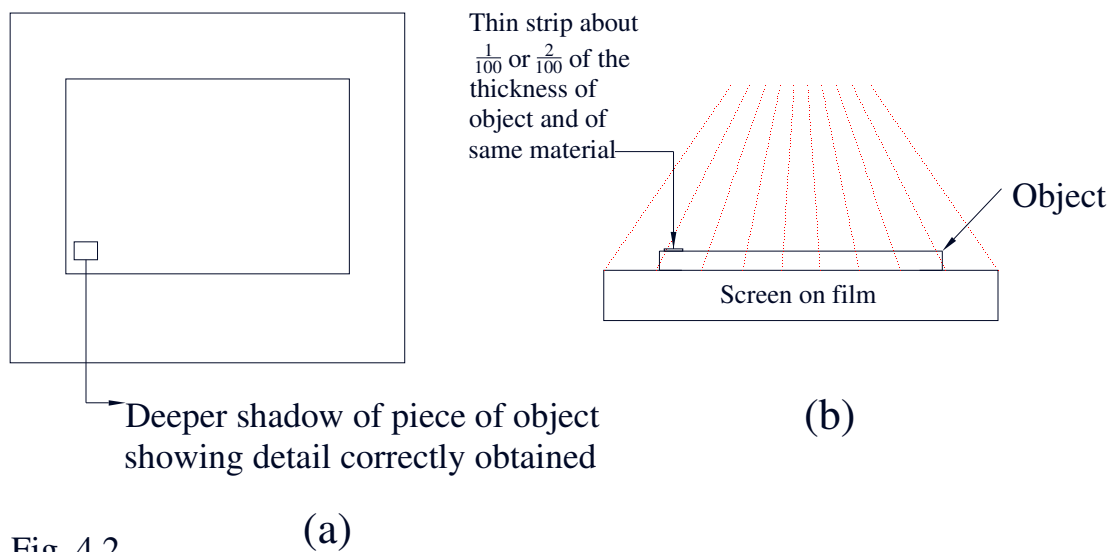 Thin strip about
1/100 or 2/100 of the
thickness of
object and of
same material
Object
Screen on film
Deeper shadow of piece of object
showing detail correctly obtained
(b)
(a)
Fig. 4.2